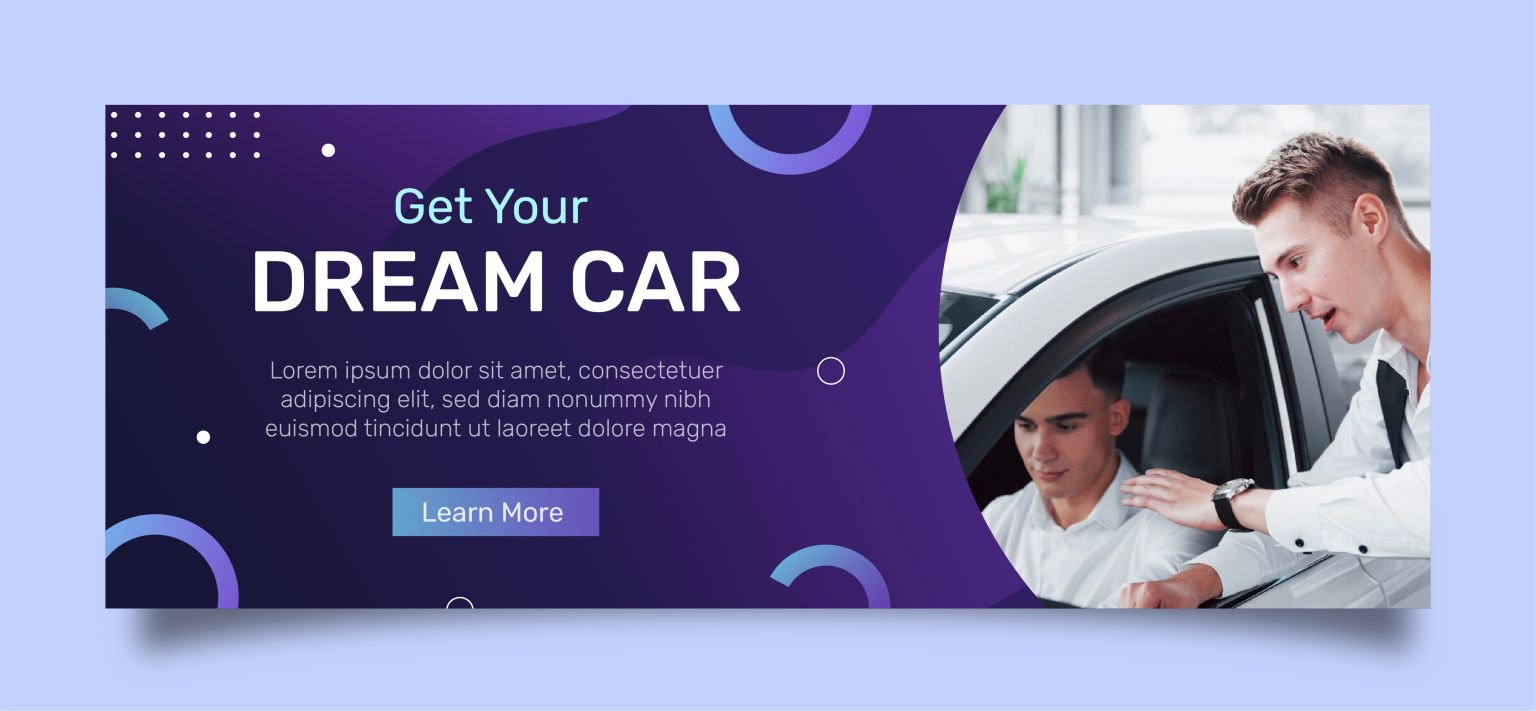 Get Your
DREAM CAR
Lorem ipsum dolor sit amet, consectetuer
adipiscing elit, sed diam nonummy nibh
euismod tincidunt ut laoreet dolore magna
Learn More